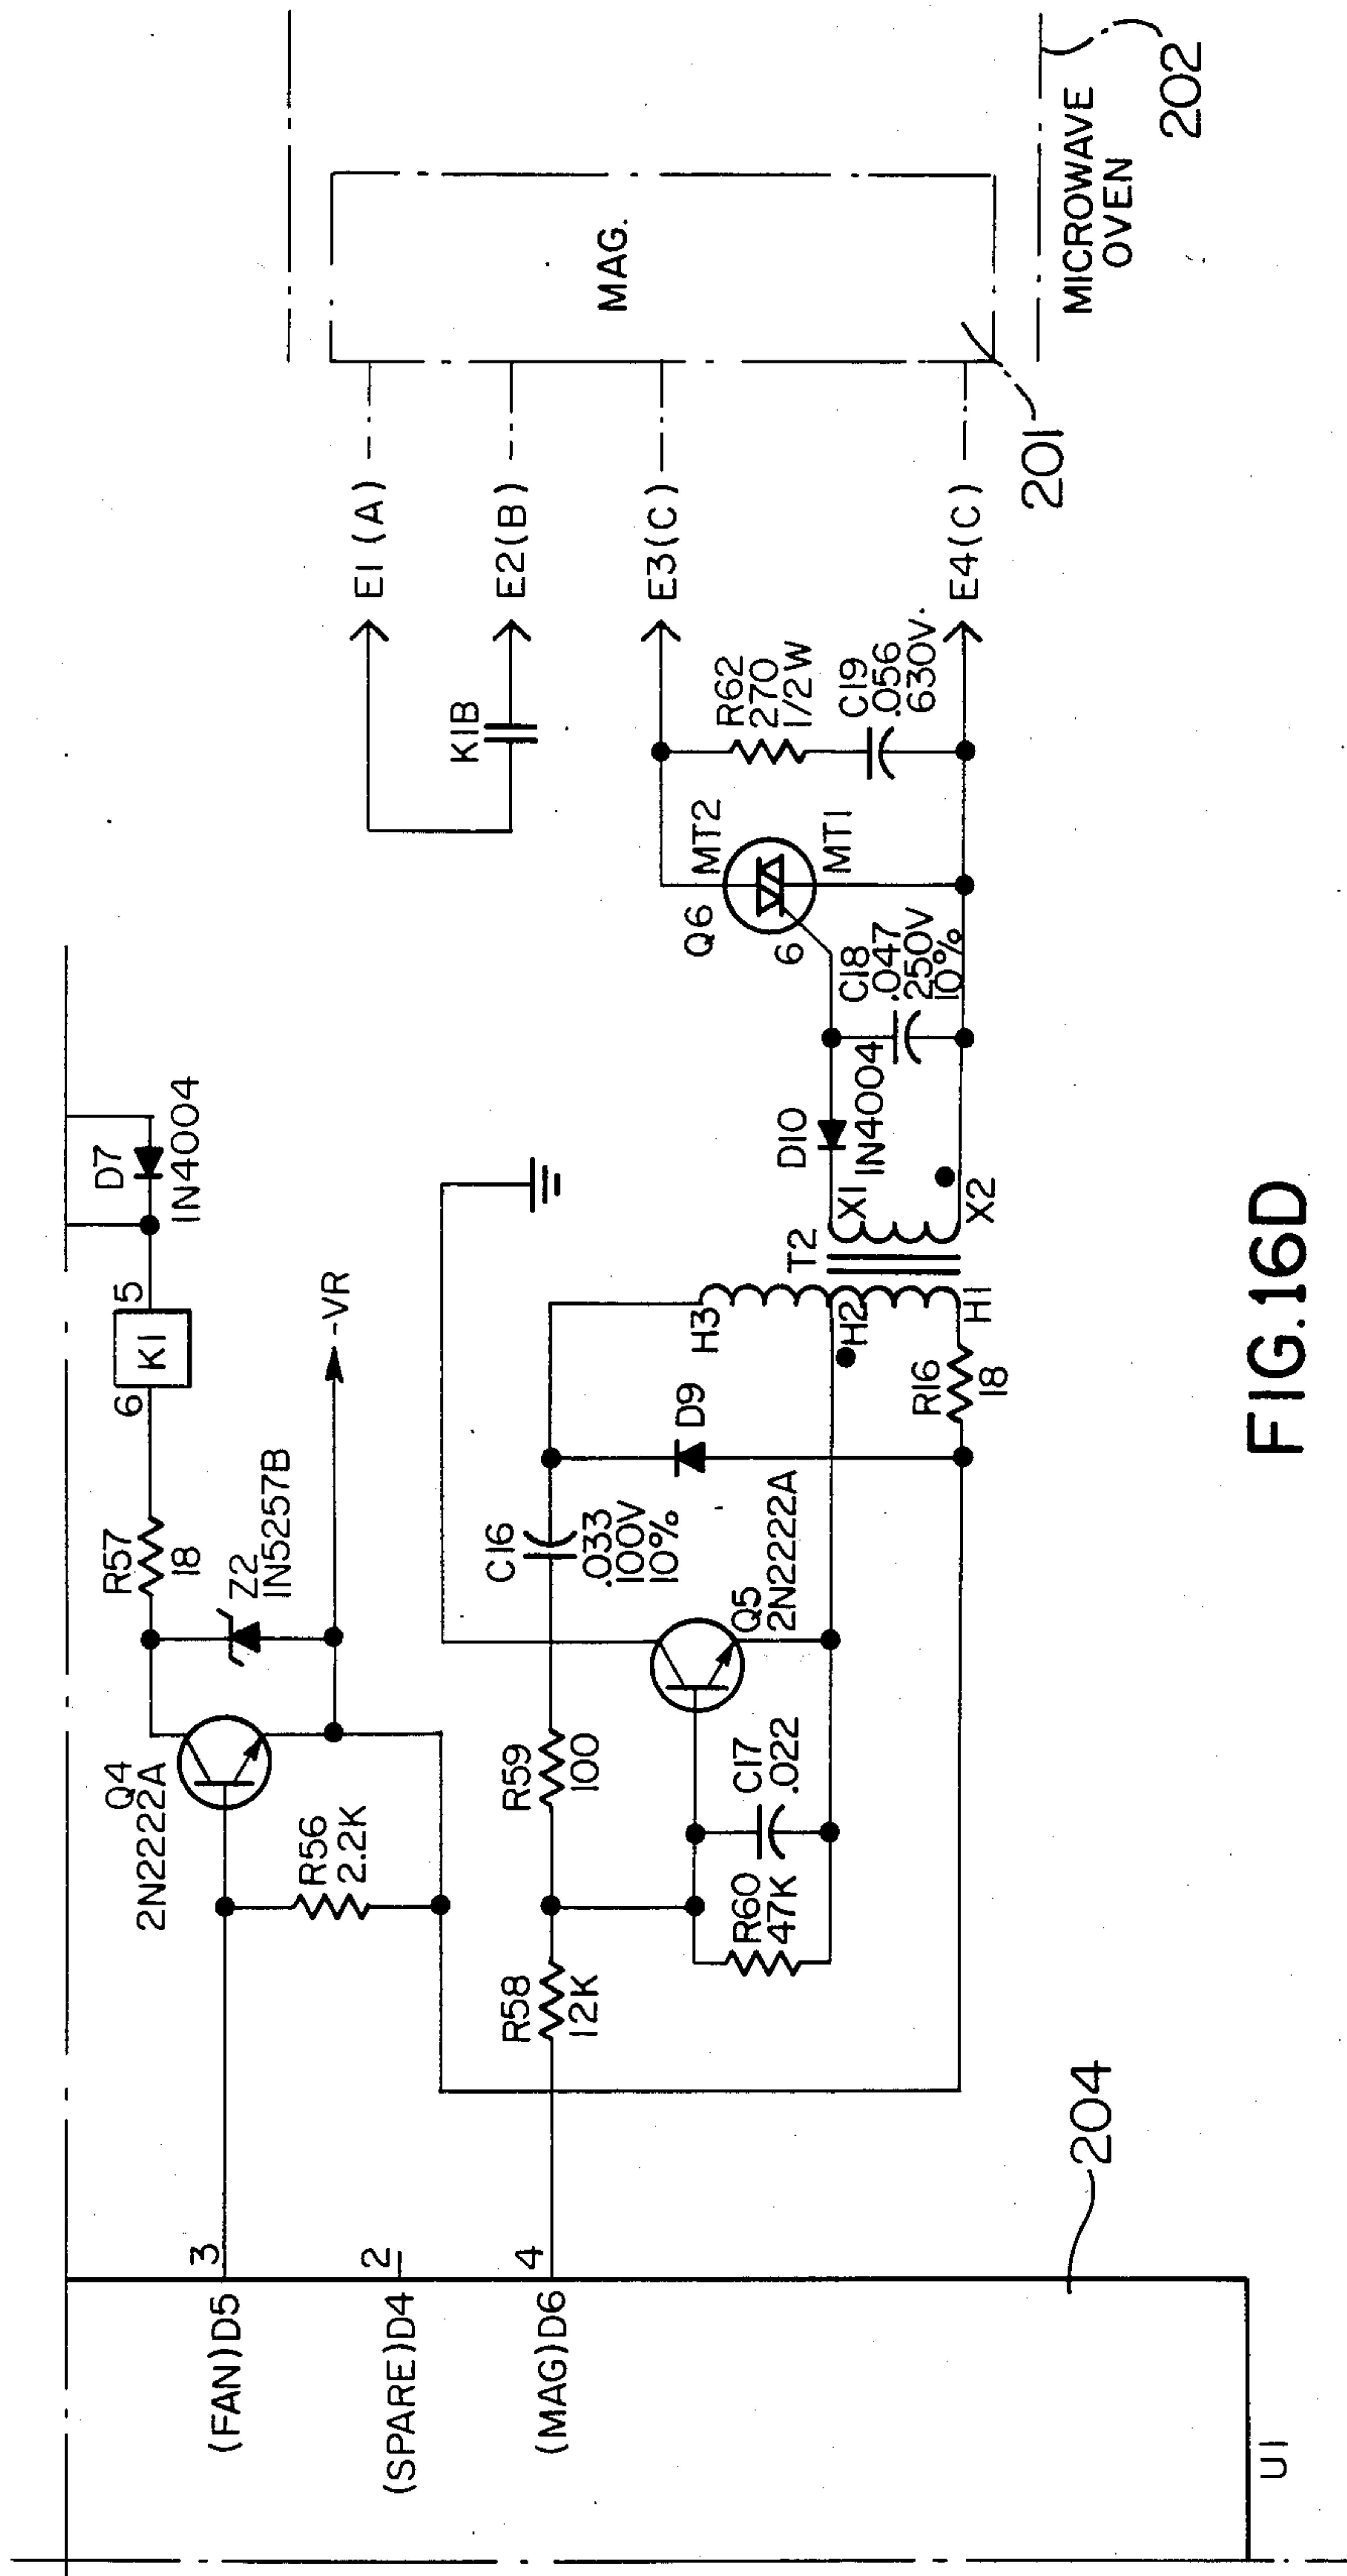 MICROWAVE
OVEN
202
MAG.
201
E1 (A)
E2(B)
E3(C)
E4(C)
K1B
R62
270
1/2W
C19
.056
630V
Q6
MT2
MT1
6
C18
.047
250V
10%
D7
1N4004
D10
1N4004
T2
X1
X2
H3
H2
H1
5
K1
6
-VR
R57
18
Z2
1N5257B
D9
R16
18
C16
.033
100V
10%
Q5
2N2222A
Q4
2N2222A
R56
2.2K
R59
100
C17
.022
R60
47K
R58
12K
3
2
4
(FAN)D5
(SPARE)D4
(MAG)D6
204
U1
FIG.16D